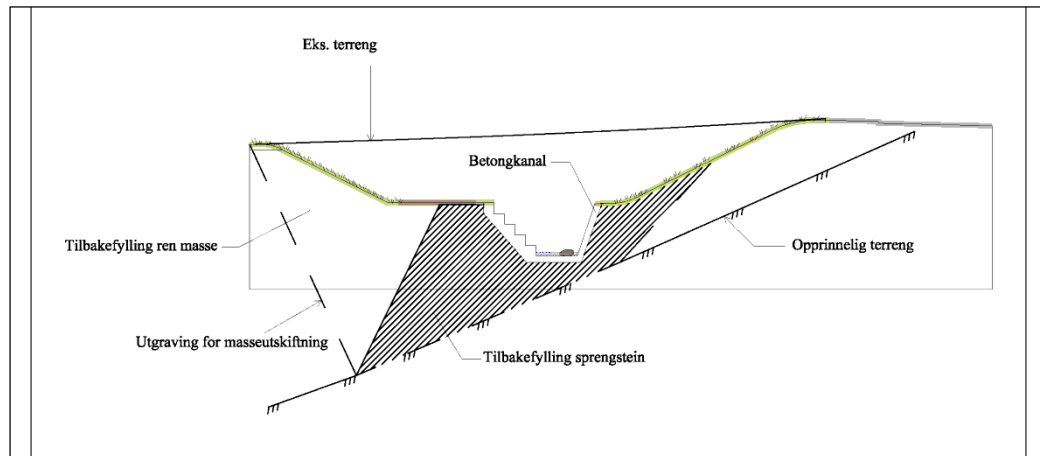 Eks. terreng
Betongkanal
Tilbakefylling ren masse
Opprinnelig terreng
Utgraving for masseutskiftning
Tilbakefylling sprengstein